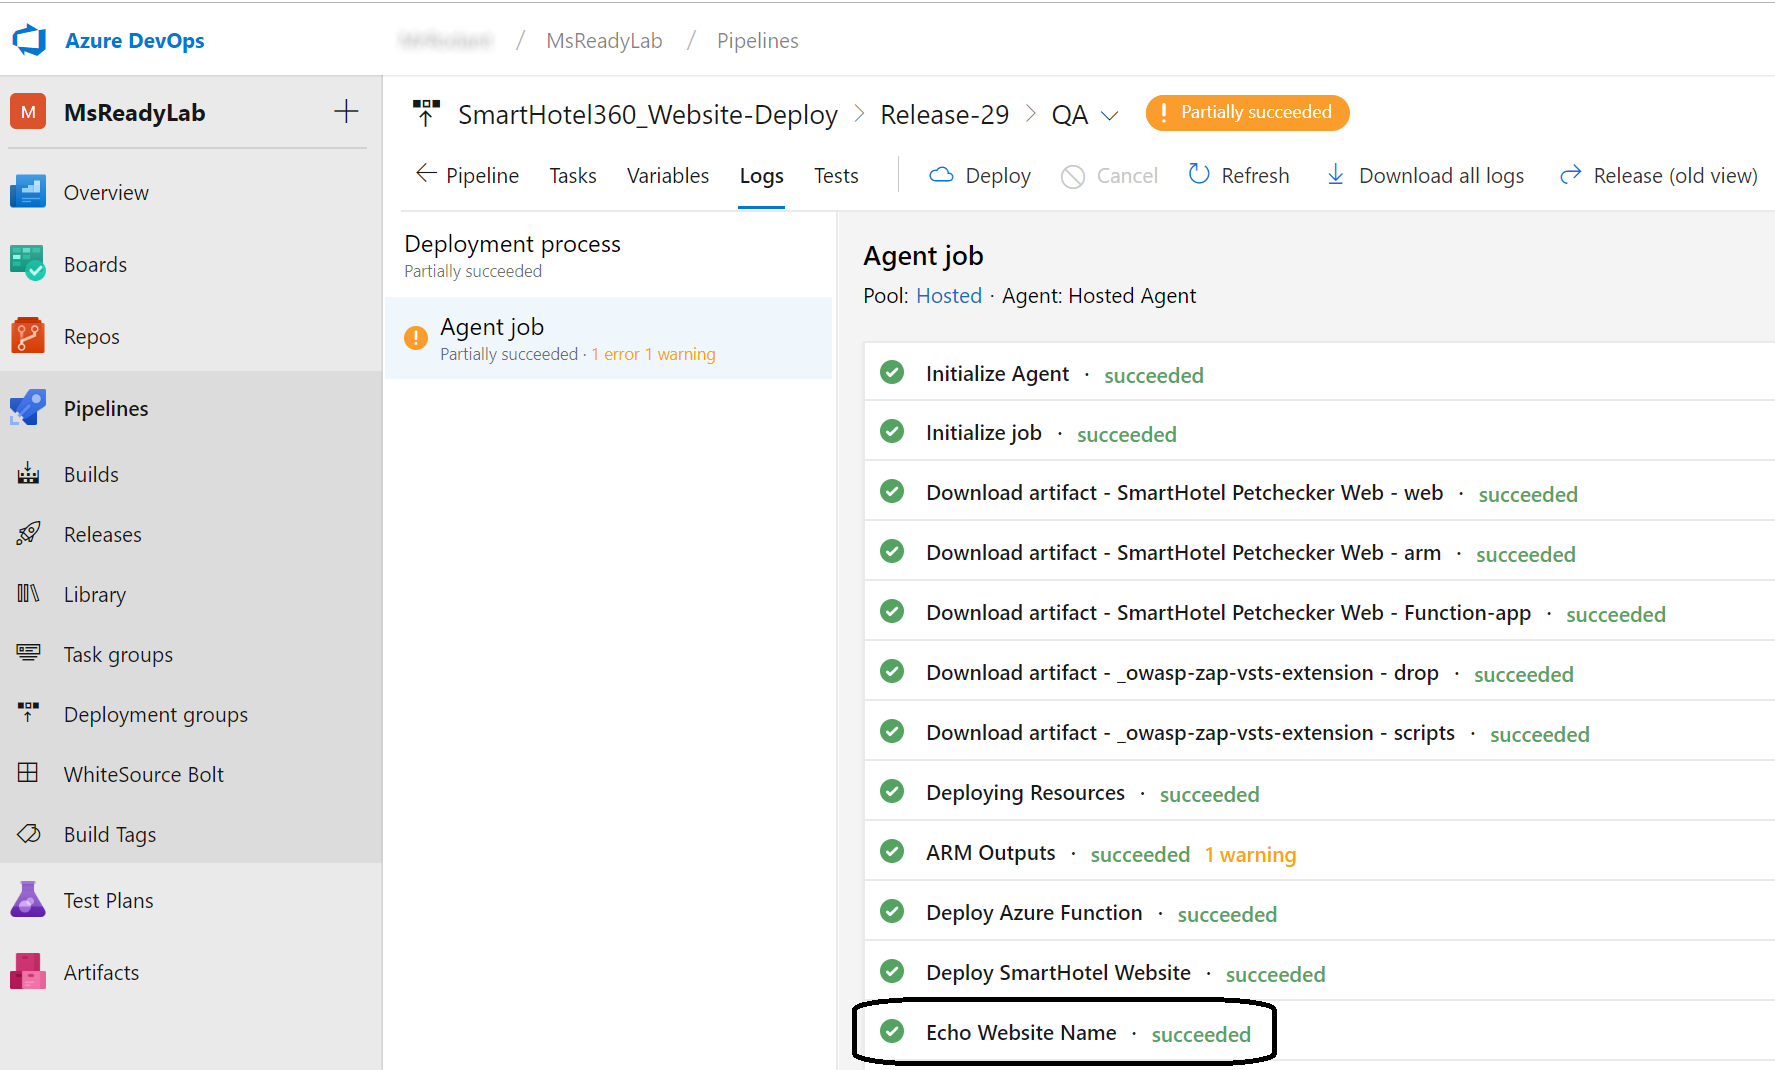 Azure DevOps
/ MsReadyLab / Pipelines
M MsReadyLab
SmartHotel360_Website-Deploy > Release-29 > QA
! Partially succeeded
Pipeline Tasks Variables Logs Tests Deploy Cancel Refresh Download all logs Release (old view)
Overview
Boards
Repos
Pipelines
Builds
Releases
Library
Task groups
Deployment groups
WhiteSource Bolt
Build Tags
Test Plans
Artifacts
Deployment process
Partially succeeded
Agent job
Partially succeeded · 1 error 1 warning
Agent job
Pool: Hosted · Agent: Hosted Agent
Initialize Agent · succeeded
Initialize job · succeeded
Download artifact - SmartHotel Petchecker Web - web · succeeded
Download artifact - SmartHotel Petchecker Web - arm · succeeded
Download artifact - SmartHotel Petchecker Web - Function-app · succeeded
Download artifact - _owasp-zap-vsts-extension - drop · succeeded
Download artifact - _owasp-zap-vsts-extension - scripts · succeeded
Deploying Resources · succeeded
ARM Outputs · succeeded 1 warning
Deploy Azure Function · succeeded
Deploy SmartHotel Website · succeeded
Echo Website Name · succeeded